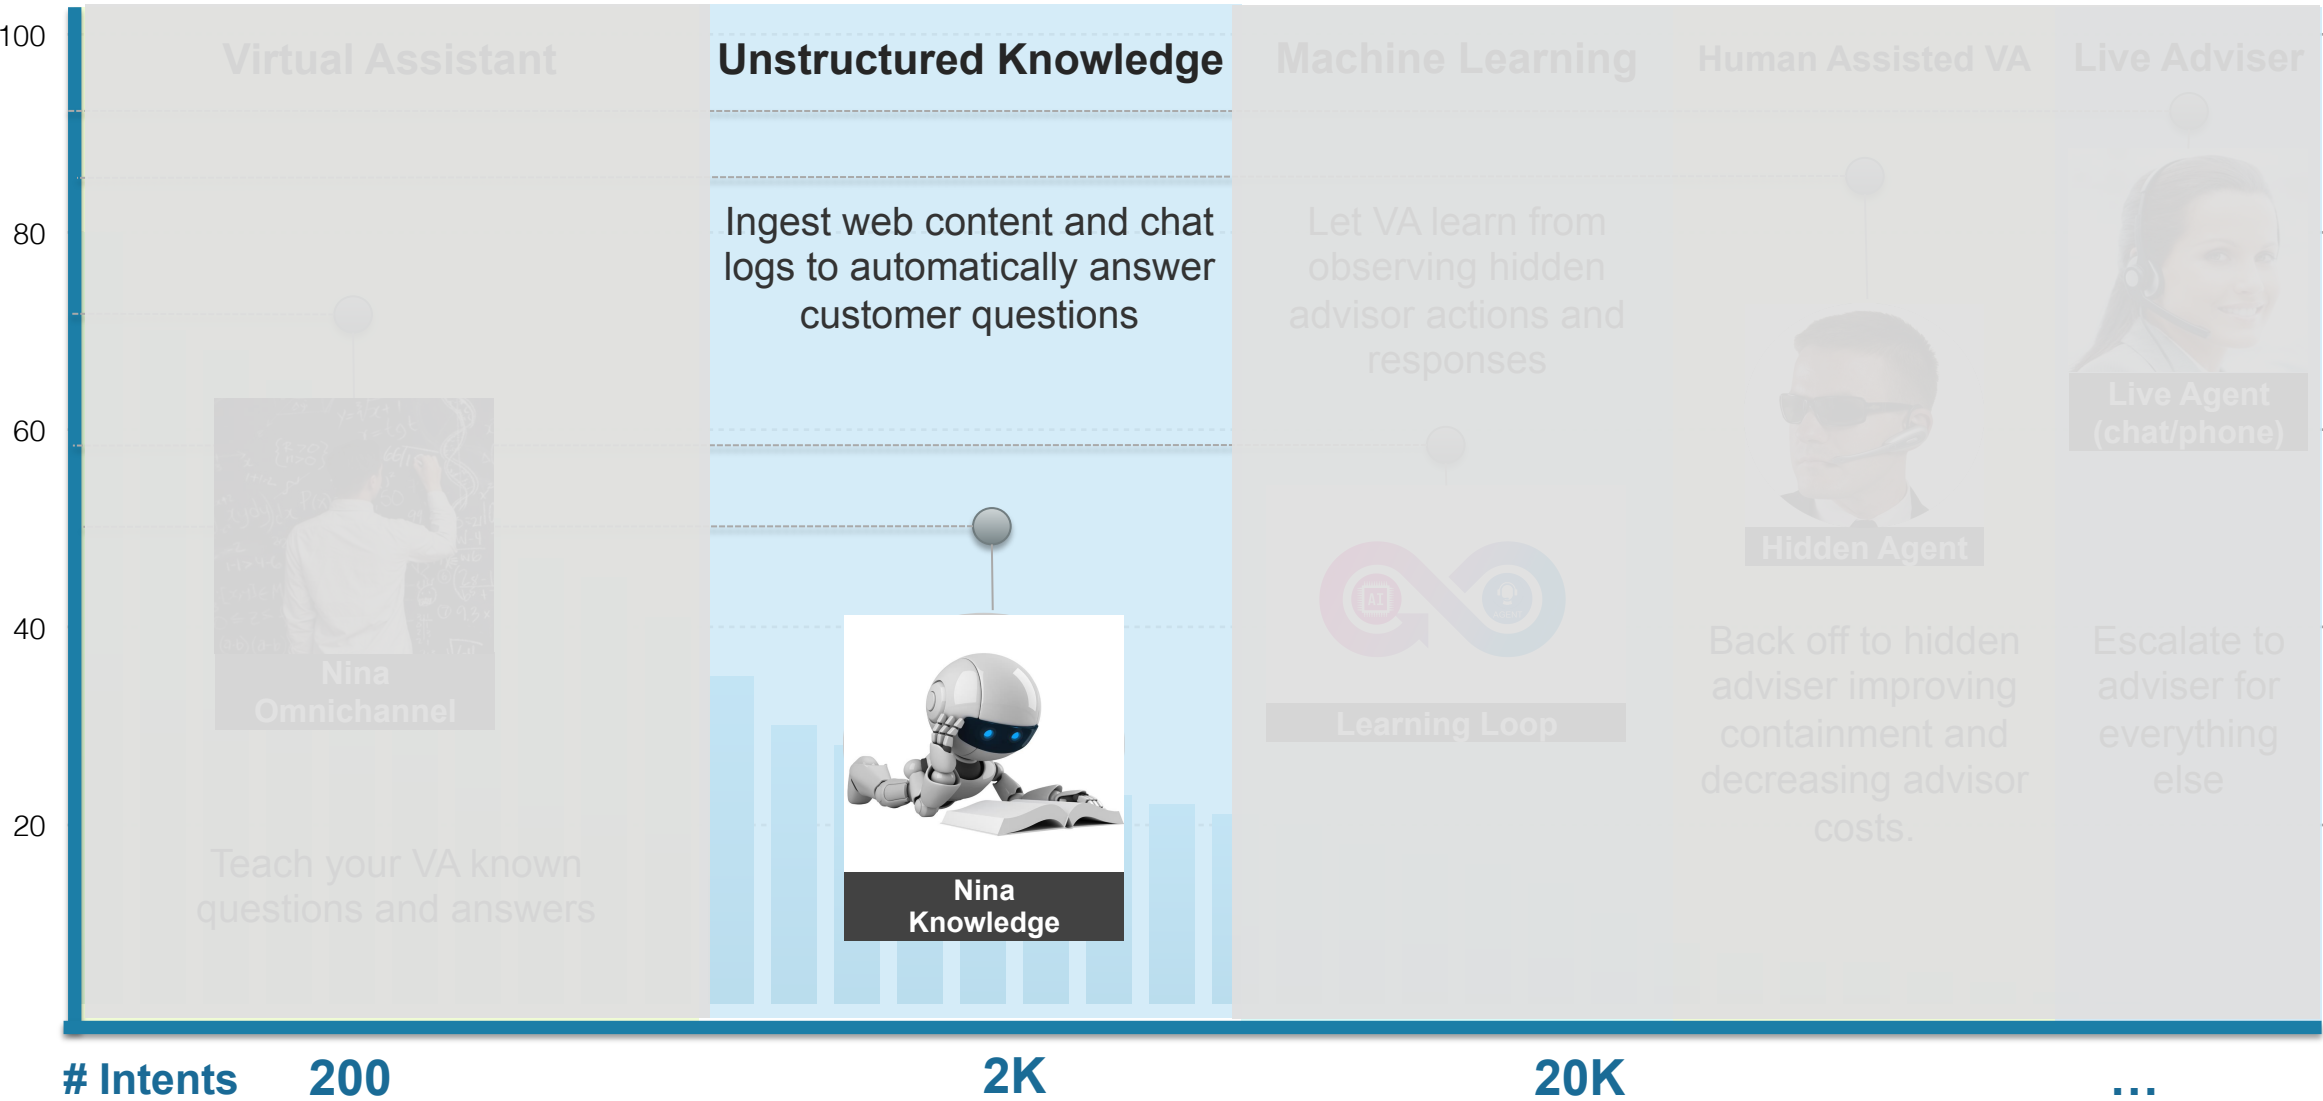 100
80
60
40
20
Virtual Assistant
Nina
Omnichannel
Teach your VA known
questions and answers
Unstructured Knowledge
Ingest web content and chat
logs to automatically answer
customer questions
Nina
Knowledge
Machine Learning
Let VA learn from
observing hidden
advisor actions and
responses
AI
Learning Loop
Human Assisted VA
Hidden Agent
Back off to hidden
adviser improving
containment and
decreasing advisor
costs.
Live Adviser
Live Agent
(chat/phone)
Escalate to
adviser for
everything
else
# Intents 200 2K 20K ...